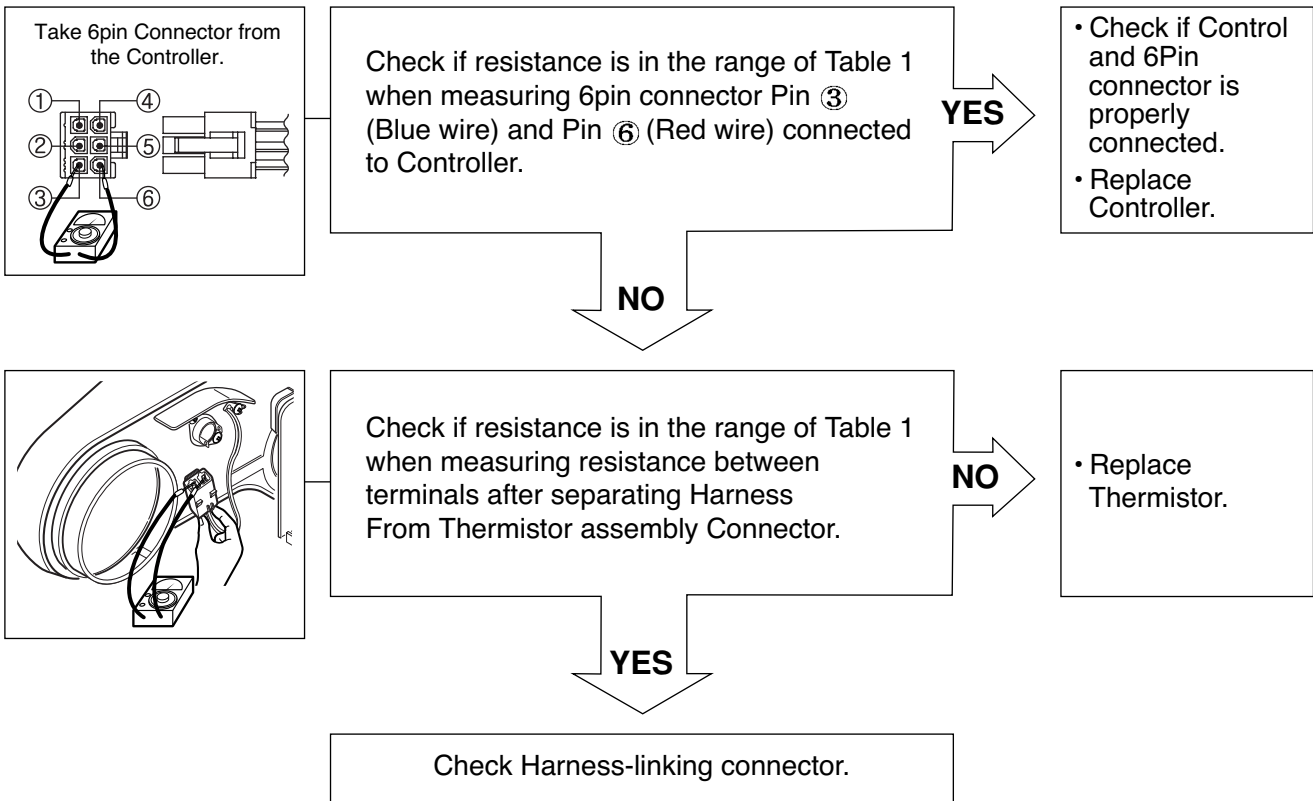 Take 6pin Connector from
the Controller.
① ④
② ⑤
③ ⑥
Check if resistance is in the range of Table 1
when measuring 6pin connector Pin ③
(Blue wire) and Pin ⑥ (Red wire) connected
to Controller.
YES
• Check if Control
and 6Pin
connector is
properly
connected.
• Replace
Controller.
NO
Check if resistance is in the range of Table 1
when measuring resistance between
terminals after separating Harness
From Thermistor assembly Connector.
NO
• Replace
Thermistor.
YES
Check Harness-linking connector.